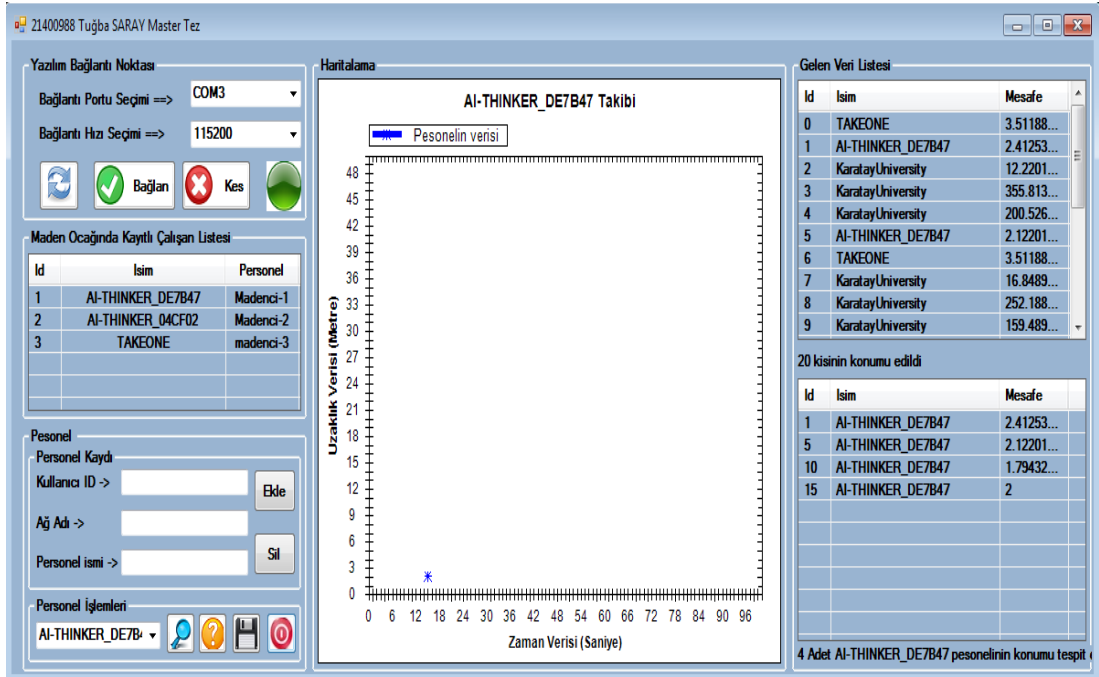 21400988 Tuğba SARAY Master Tez
Yazılım Bağlantı Noktası
Bağlantı Portu Seçimi ==> COM3
Bağlantı Hızı Seçimi ==> 115200
Bağlan Kes
Maden Ocağında Kayıtlı Çalışan Listesi
Id Isim Personel
1 AI-THINKER_DE7B47 Madenci-1
2 AI-THINKER_04CF02 Madenci-2
3 TAKEONE madenci-3
Pesonel
Personel Kaydı
Kullanıcı ID ->
Ekle
Ağ Adı ->
Personel ismi ->
Sil
Personel İşlemleri
AI-THINKER_DE7B
Haritalama
AI-THINKER_DE7B47 Takibi
Pesonelin verisi
Uzaklık Verisi (Metre)
48
45
42
39
36
33
30
27
24
21
18
15
12
9
6
3
0
0 6 12 18 24 30 36 42 48 54 60 66 72 78 84 90 96
Zaman Verisi (Saniye)
Gelen Veri Listesi
Id Isim Mesafe
0 TAKEONE 3.51188...
1 AI-THINKER_DE7B47 2.41253...
2 KaratayUniversity 12.2201...
3 KaratayUniversity 355.813...
4 KaratayUniversity 200.526...
5 AI-THINKER_DE7B47 2.12201...
6 TAKEONE 3.51188...
7 KaratayUniversity 16.8489...
8 KaratayUniversity 252.188...
9 KaratayUniversity 159.489...
20 kisinin konumu edildi
Id Isim Mesafe
1 AI-THINKER_DE7B47 2.41253...
5 AI-THINKER_DE7B47 2.12201...
10 AI-THINKER_DE7B47 1.79432...
15 AI-THINKER_DE7B47 2
4 Adet AI-THINKER_DE7B47 pesonelinin konumu tespit